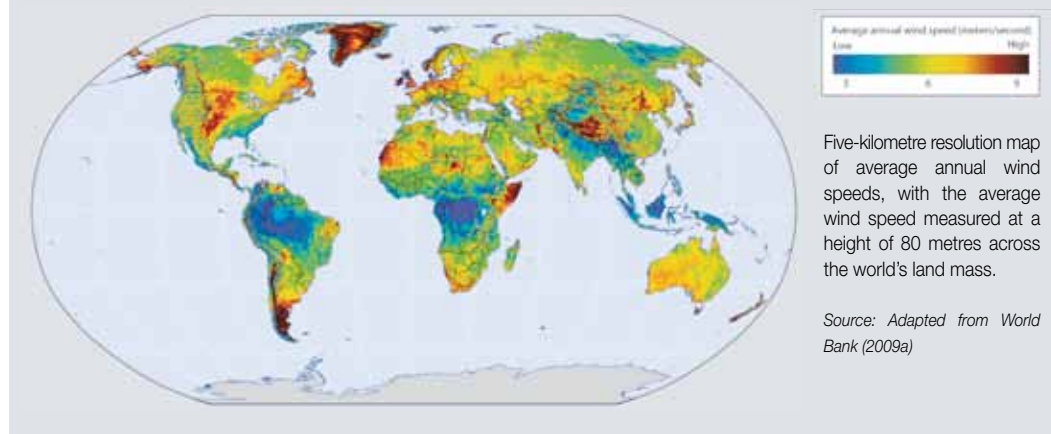 Average annual wind speed (meters/second)
Low High
3 6 9
Five-kilometre resolution map
of average annual wind
speeds, with the average
wind speed measured at a
height of 80 metres across
the world's land mass.
Source: Adapted from World
Bank (2009a)